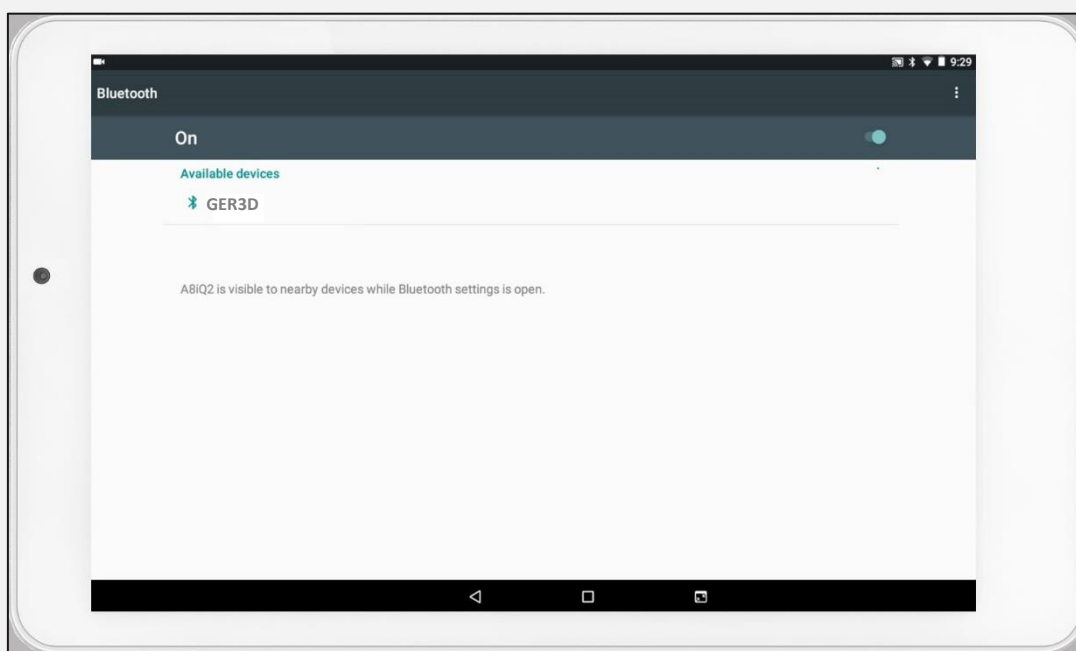 9:29
Bluetooth
On
Available devices
GER3D
A8iQ2 is visible to nearby devices while Bluetooth settings is open.